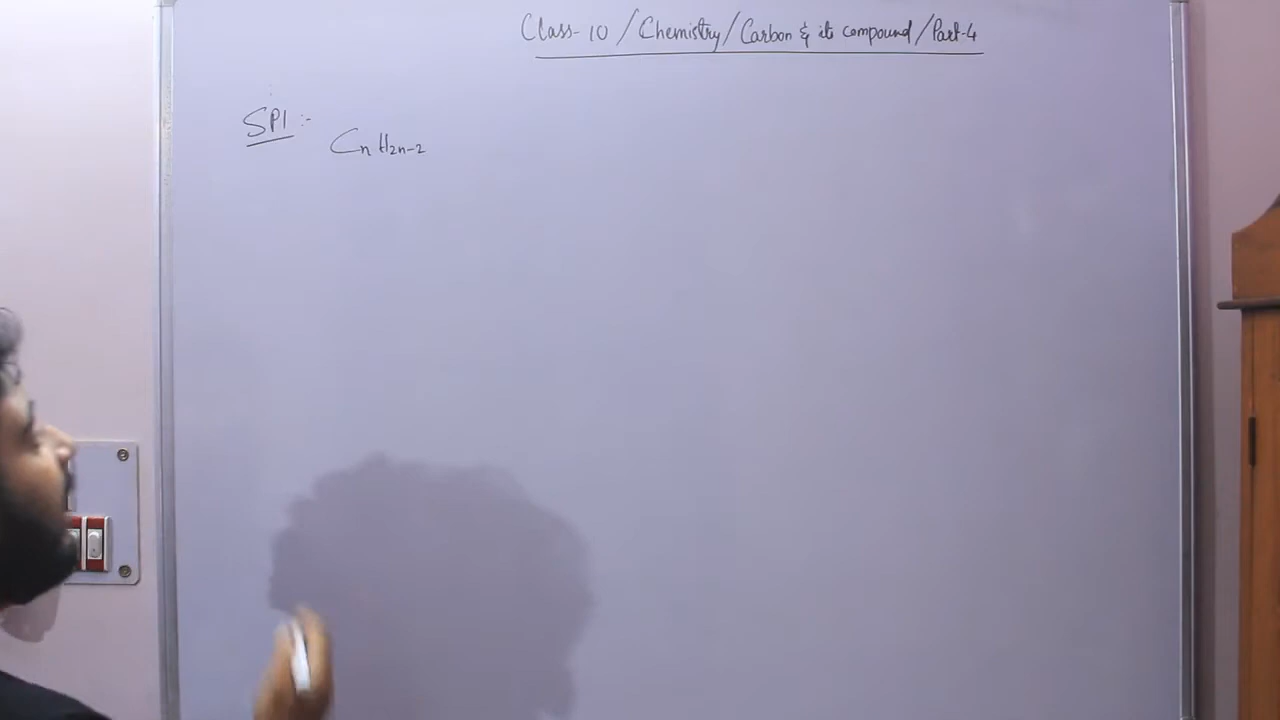 Class-10 / Chemistry / Carbon & its compound / Part-4
SP1 :-
CnH2n-2